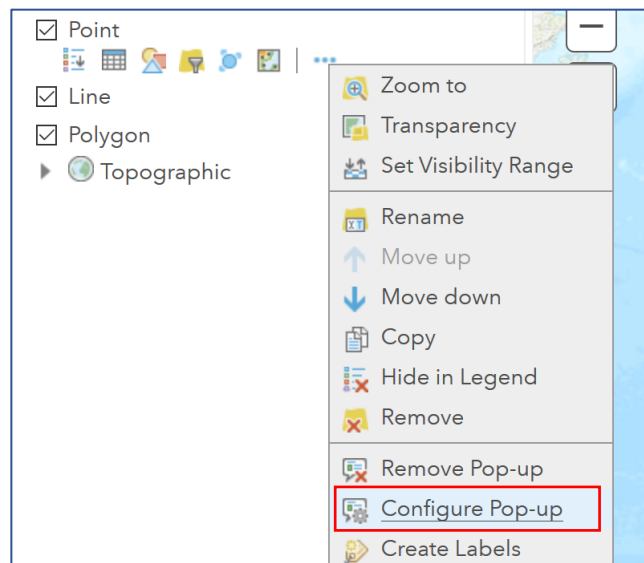 Point
Line
Polygon
Topographic
Zoom to
Transparency
Set Visibility Range
Rename
Move up
Move down
Copy
Hide in Legend
Remove
Remove Pop-up
Configure Pop-up
Create Labels